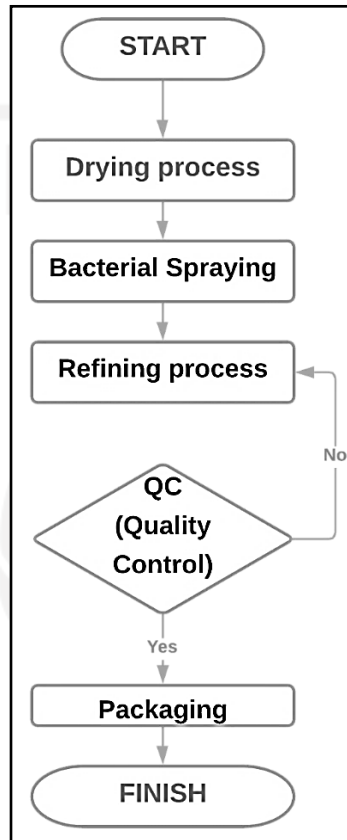 START
Drying process
Bacterial Spraying
Refining process
No
QC
(Quality
Control)
Yes
Packaging
FINISH